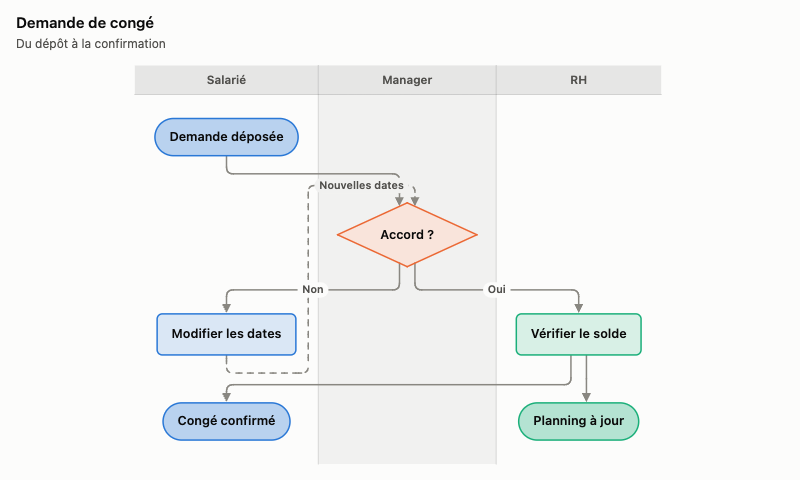 Demande de congé
Du dépôt à la confirmation
Salarié
Manager
RH
Demande déposée
Nouvelles dates
Accord ?
Non
Oui
Modifier les dates
Vérifier le solde
Congé confirmé
Planning à jour